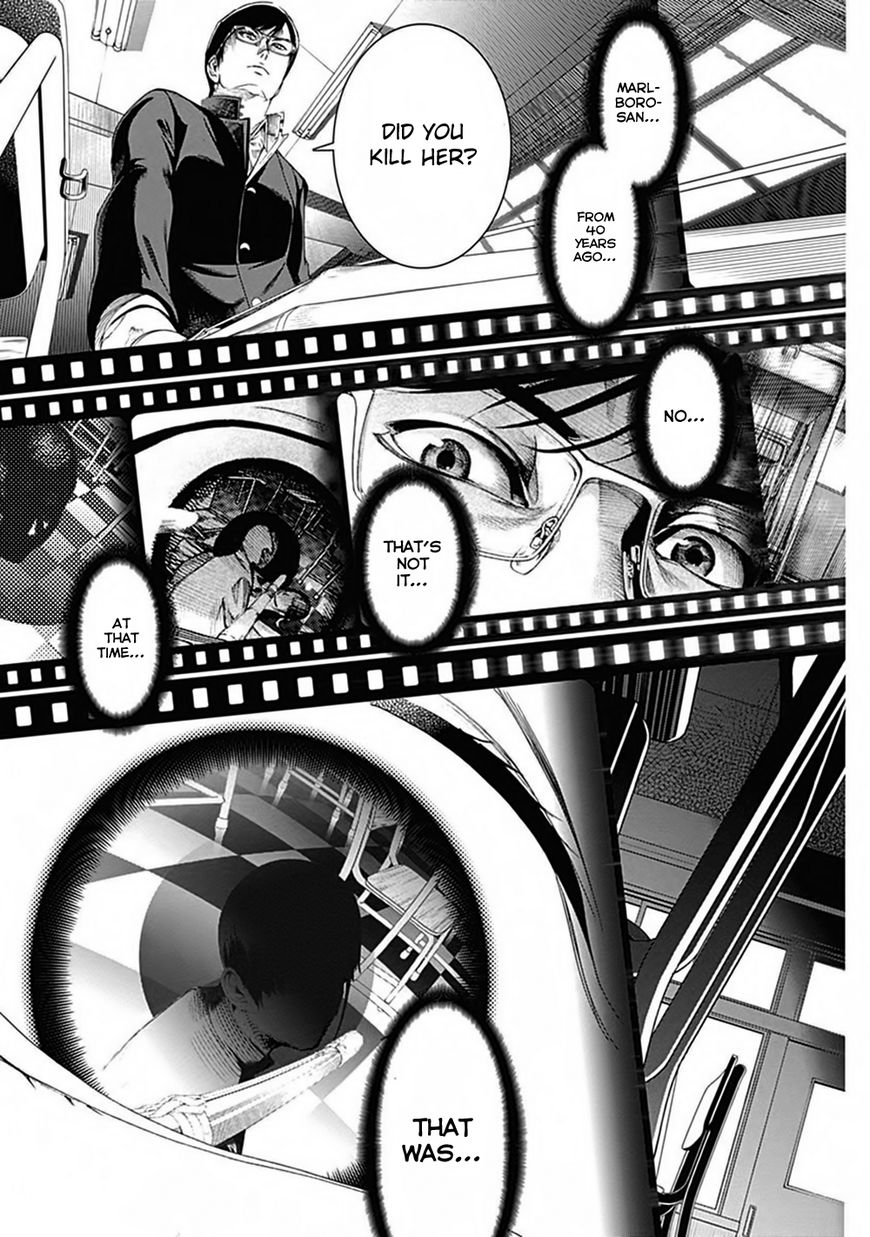 MARL-
BORO-
SAN...
FROM
40
YEARS
AGO...
DID YOU
KILL HER?
NO...
THAT'S
NOT
IT...
AT
THAT
TIME...
THAT
WAS...